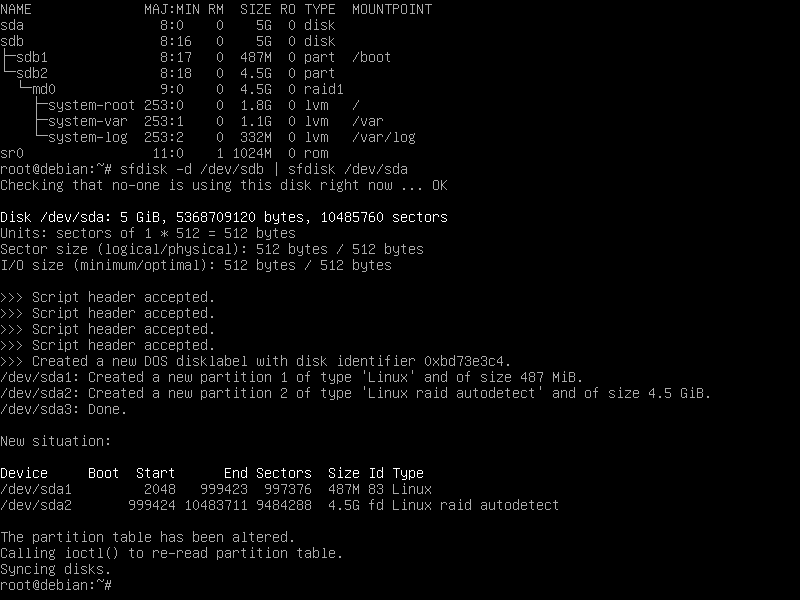 NAME              MAJ:MIN RM  SIZE RO TYPE  MOUNTPOINT
sda                 8:0    0    5G  0 disk
sdb                 8:16   0    5G  0 disk
├─sdb1              8:17   0  487M  0 part  /boot
└─sdb2              8:18   0  4.5G  0 part
  └─md0             9:0    0  4.5G  0 raid1
    ├─system-root 253:0    0  1.8G  0 lvm   /
    ├─system-var  253:1    0  1.1G  0 lvm   /var
    └─system-log  253:2    0  332M  0 lvm   /var/log
sr0                11:0    1 1024M  0 rom
root@debian:~# sfdisk -d /dev/sdb | sfdisk /dev/sda
Checking that no-one is using this disk right now ... OK

Disk /dev/sda: 5 GiB, 5368709120 bytes, 10485760 sectors
Units: sectors of 1 * 512 = 512 bytes
Sector size (logical/physical): 512 bytes / 512 bytes
I/O size (minimum/optimal): 512 bytes / 512 bytes

>>> Script header accepted.
>>> Script header accepted.
>>> Script header accepted.
>>> Script header accepted.
>>> Created a new DOS disklabel with disk identifier 0xbd73e3c4.
/dev/sda1: Created a new partition 1 of type 'Linux' and of size 487 MiB.
/dev/sda2: Created a new partition 2 of type 'Linux raid autodetect' and of size 4.5 GiB.
/dev/sda3: Done.

New situation:

Device     Boot  Start      End Sectors  Size Id Type
/dev/sda1         2048   999423  997376  487M 83 Linux
/dev/sda2       999424 10483711 9484288  4.5G fd Linux raid autodetect

The partition table has been altered.
Calling ioctl() to re-read partition table.
Syncing disks.
root@debian:~#